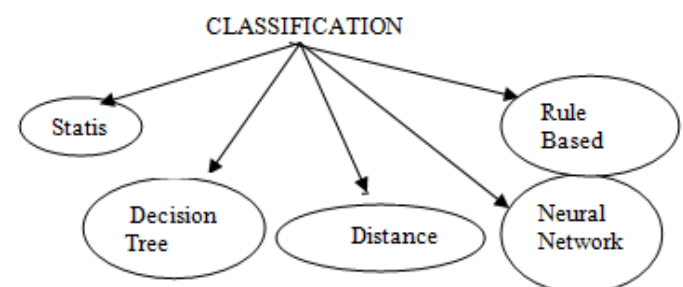 CLASSIFICATION
Statis
Rule
Based
Decision
Tree
Distance
Neural
Network